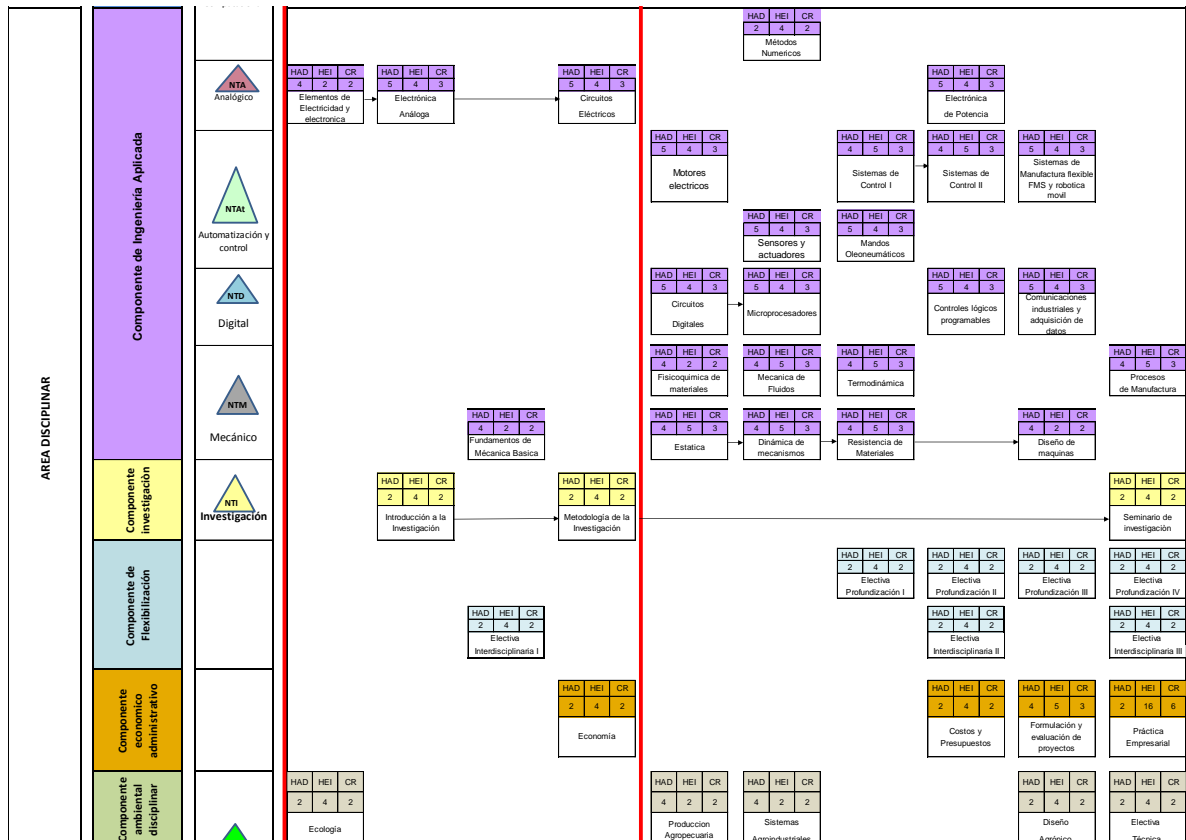 AREA DISCIPLINAR
Componente de Ingeniería Aplicada
HAD HEI CR
2 4 2
Métodos
Numericos
NTA
Analógico
HAD HEI CR
4 2 2
Elementos de
Electricidad y
electronica
HAD HEI CR
5 4 3
Electrónica
Análoga
HAD HEI CR
5 4 3
Circuitos
Eléctricos
HAD HEI CR
5 4 3
Electrónica
de Potencia
NTAt
Automatización y
control
HAD HEI CR
5 4 3
Motores
electricos
HAD HEI CR
4 5 3
Sistemas de
Control I
HAD HEI CR
4 5 3
Sistemas de
Control II
HAD HEI CR
5 4 3
Sistemas de
Manufactura flexible
FMS y robotica
movil
HAD HEI CR
5 4 3
Sensores y
actuadores
HAD HEI CR
5 4 3
Mandos
Oleoneumáticos
NTD
Digital
HAD HEI CR
5 4 3
Circuitos
Digitales
HAD HEI CR
5 4 3
Microprocesadores
HAD HEI CR
5 4 3
Controles lógicos
programables
HAD HEI CR
5 4 3
Comunicaciones
industriales y
adquisición de
datos
NTM
Mecánico
HAD HEI CR
4 2 2
Fisicoquimica de
materiales
HAD HEI CR
4 5 3
Mecanica de
Fluidos
HAD HEI CR
4 5 3
Termodinámica
HAD HEI CR
4 5 3
Procesos
de Manufactura
HAD HEI CR
4 2 2
Fundamentos de
Mécanica Basica
HAD HEI CR
4 5 3
Estatica
HAD HEI CR
4 5 3
Dinámica de
mecanismos
HAD HEI CR
4 5 3
Resistencia de
Materiales
HAD HEI CR
4 2 2
Diseño de
maquinas
Componente
investigaciòn
NTI
Investigación
HAD HEI CR
2 4 2
Introducción a la
Investigación
HAD HEI CR
2 4 2
Metodología de la
Investigación
HAD HEI CR
2 4 2
Seminario de
investigaciòn
Componente de
Flexibilización
HAD HEI CR
2 4 2
Electiva
Profundización I
HAD HEI CR
2 4 2
Electiva
Profundización II
HAD HEI CR
2 4 2
Electiva
Profundización III
HAD HEI CR
2 4 2
Electiva
Profundización IV
HAD HEI CR
2 4 2
Electiva
Interdisciplinaria I
HAD HEI CR
2 4 2
Electiva
Interdisciplinaria II
HAD HEI CR
2 4 2
Electiva
Interdisciplinaria III
Componente
economico
administrativo
HAD HEI CR
2 4 2
Economía
HAD HEI CR
2 4 2
Costos y
Presupuestos
HAD HEI CR
4 5 3
Formulación y
evaluación de
proyectos
HAD HEI CR
2 16 6
Práctica
Empresarial
Componente
ambiental
disciplinar
HAD HEI CR
2 4 2
Ecología
HAD HEI CR
4 2 2
Produccion
Agropecuaria
HAD HEI CR
2 4 2
Sistemas
Agroindustriales
HAD HEI CR
2 4 2
Diseño
HAD HEI CR
2 4 2
Electiva